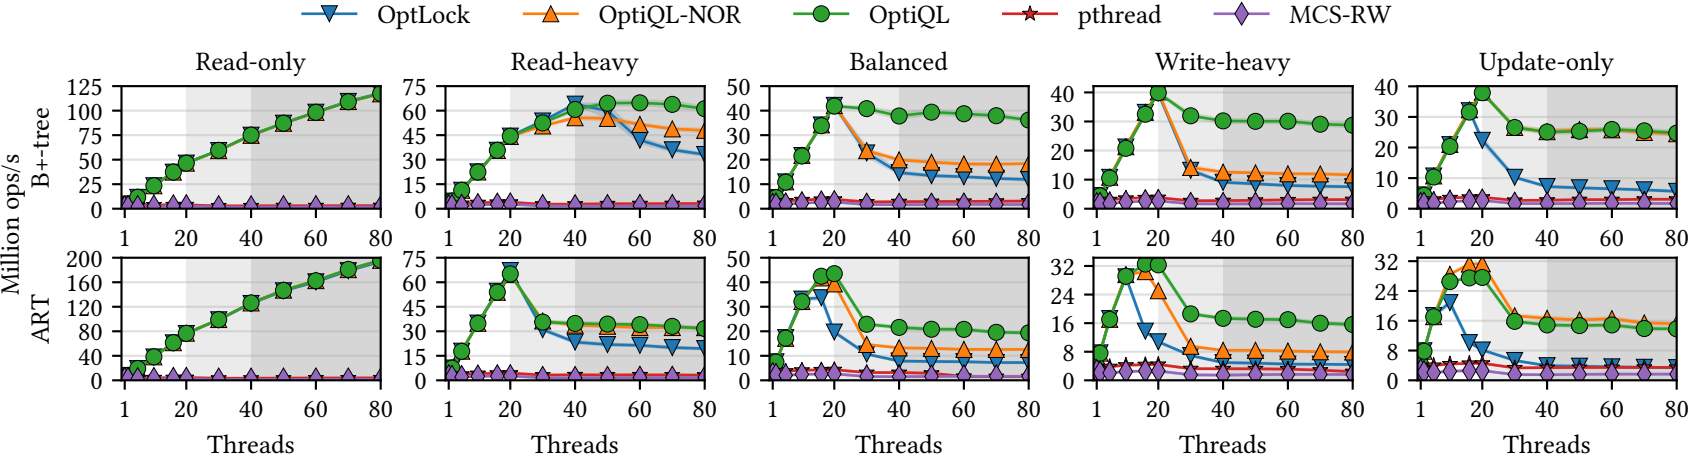 OptLock OptiQL-NOR OptiQL pthread MCS-RW
Read-only Read-heavy Balanced Write-heavy Update-only
Million ops/s
B+-tree
125 100 75 50 25 0
1 20 40 60 80
75 60 45 30 15 0
1 20 40 60 80
50 40 30 20 10 0
1 20 40 60 80
40 30 20 10 0
1 20 40 60 80
40 30 20 10 0
1 20 40 60 80
ART
200 160 120 80 40 0
1 20 40 60 80
75 60 45 30 15 0
1 20 40 60 80
50 40 30 20 10 0
1 20 40 60 80
32 24 16 8 0
1 20 40 60 80
32 24 16 8 0
1 20 40 60 80
Threads Threads Threads Threads Threads